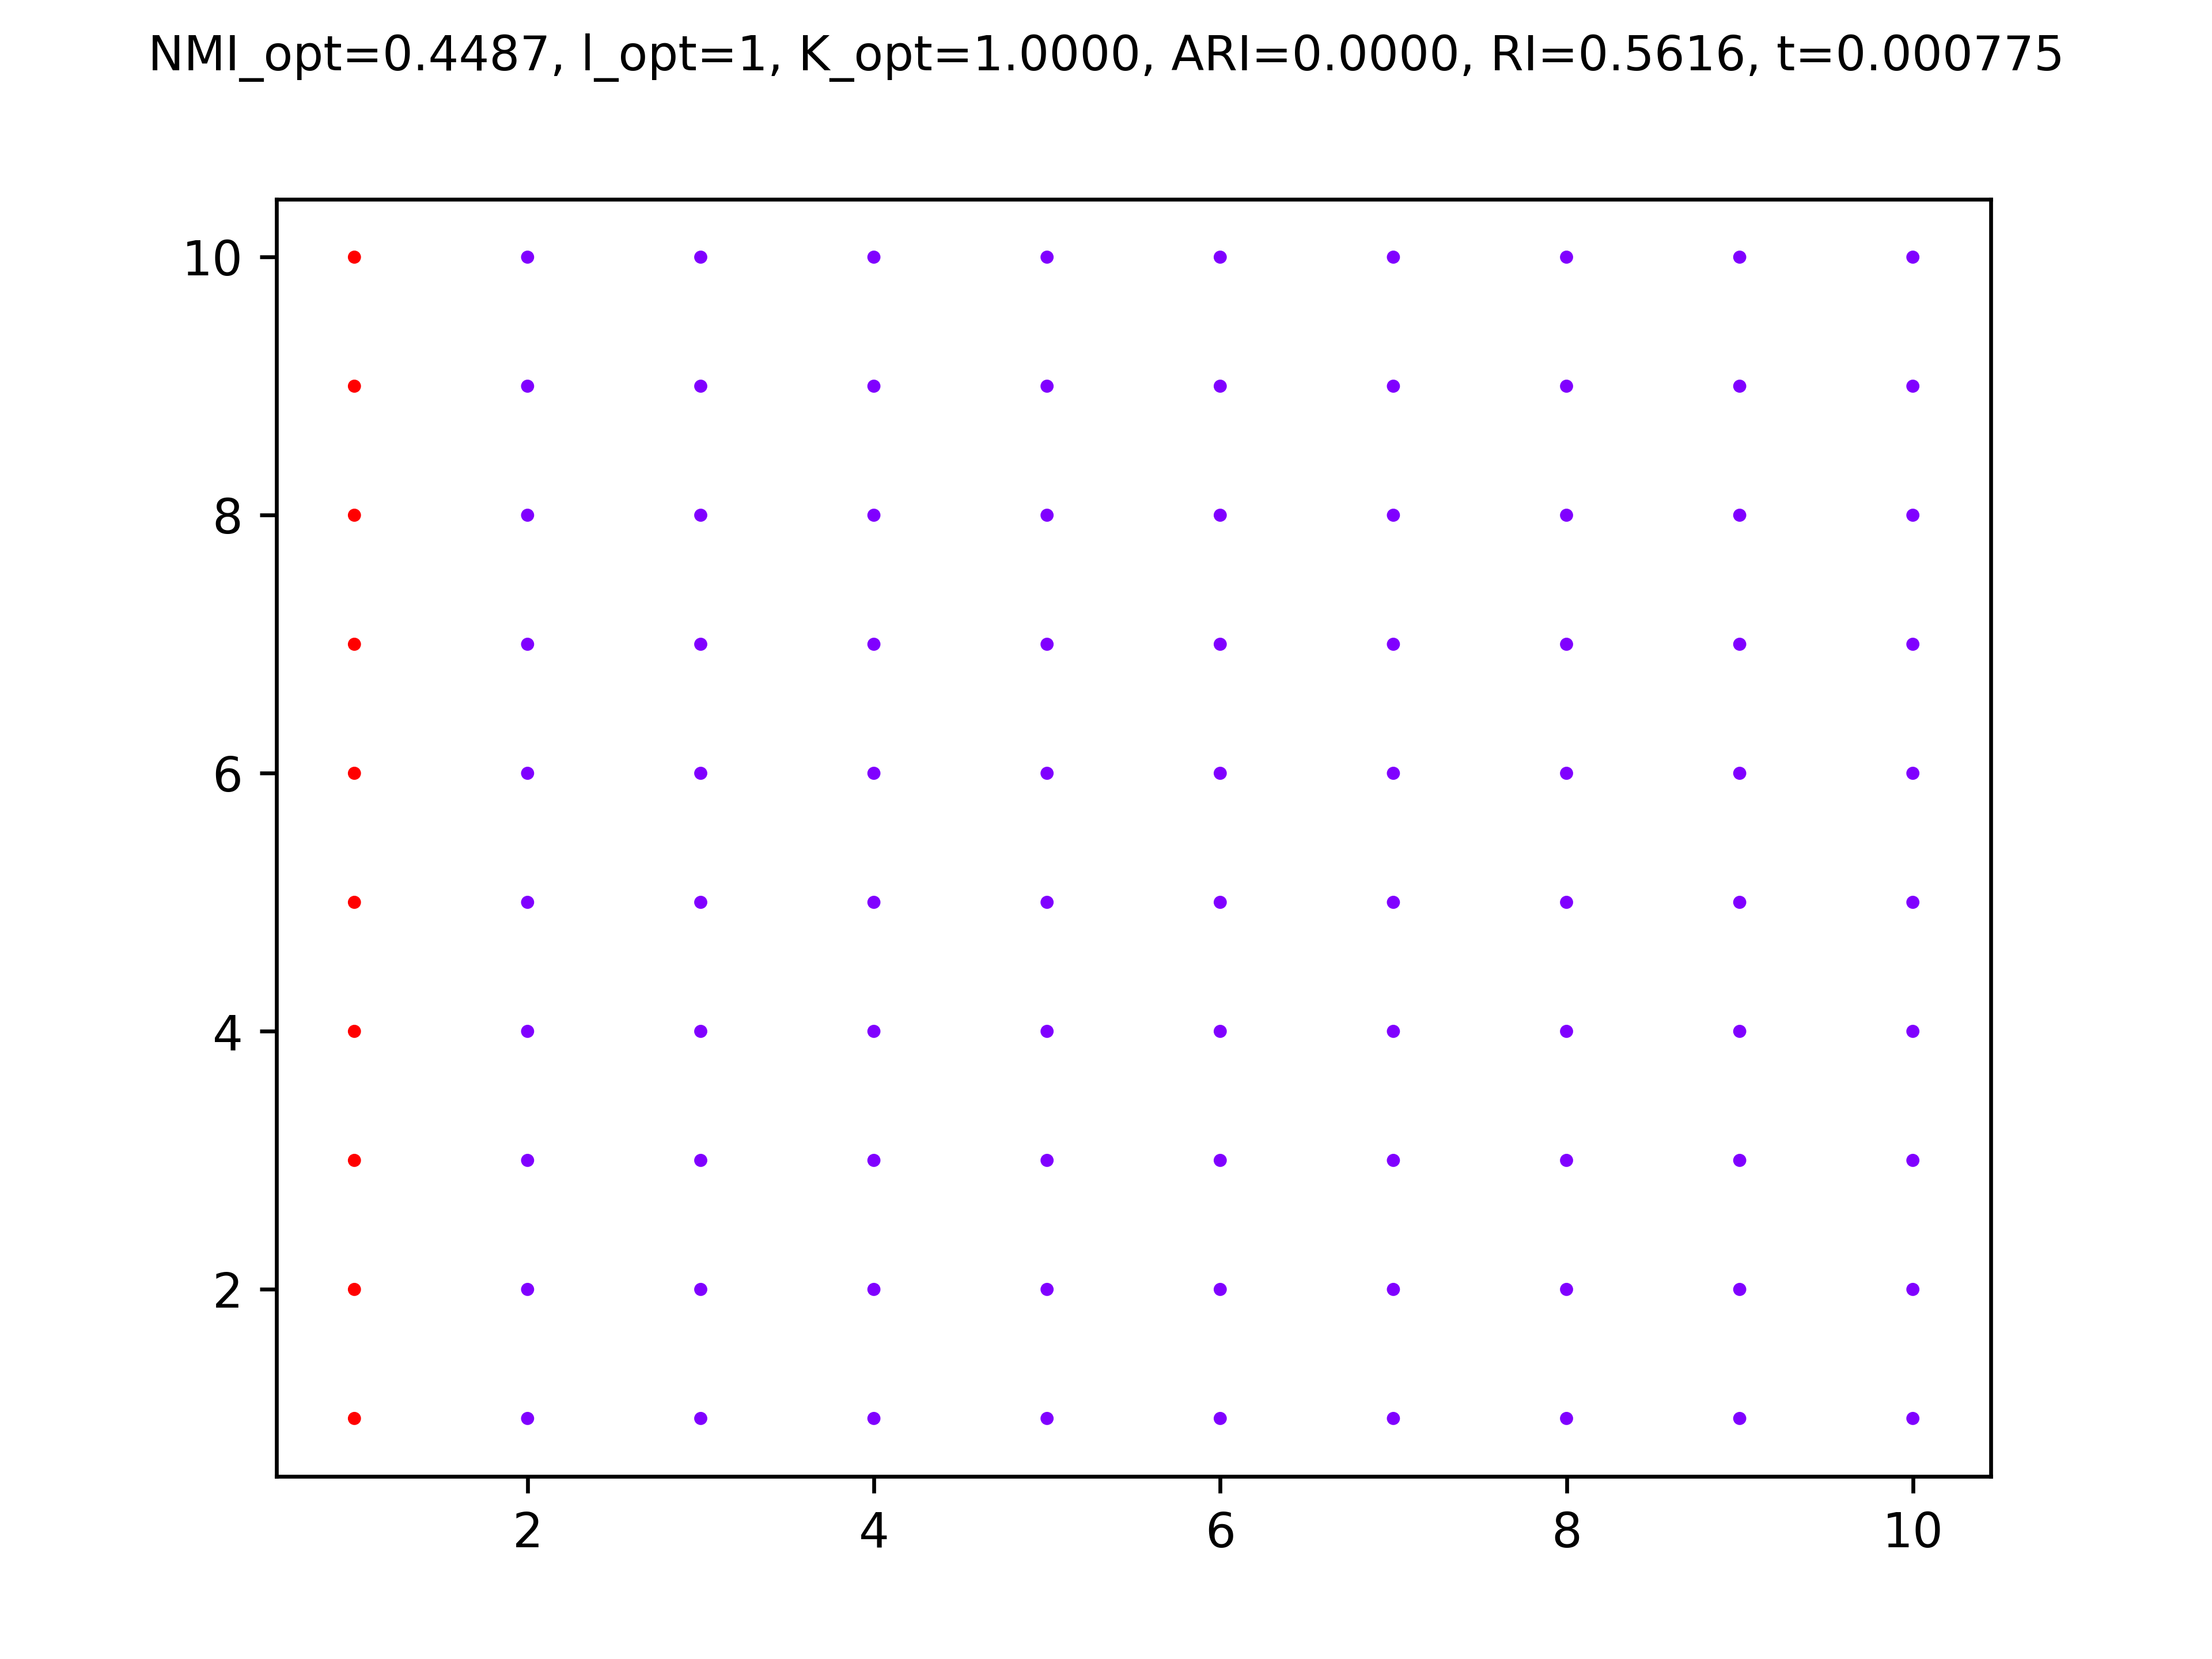 NMI_opt=0.4487, l_opt=1, K_opt=1.0000, ARI=0.0000, RI=0.5616, t=0.000775
10
8
6
4
2
2 4 6 8 10